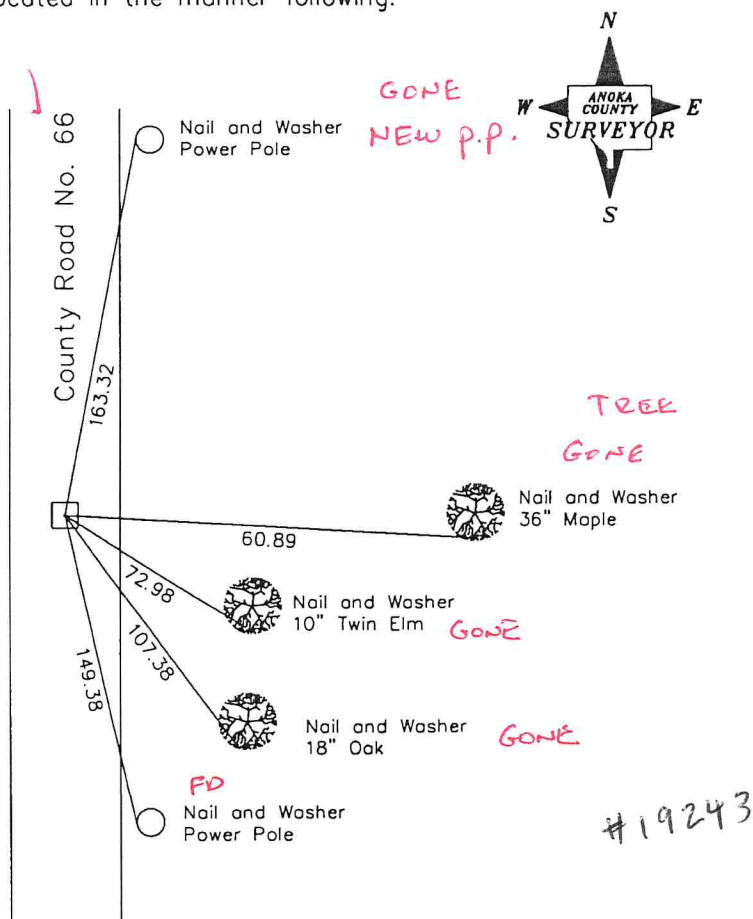 located in the manner following:
N
W ANOKA COUNTY SURVEYOR E
S
GONE
NEW P.P.
Nail and Washer
Power Pole
County Road No. 66
163.32
TREE
GONE
Nail and Washer
36" Maple
60.89
72.98
Nail and Washer
10" Twin Elm GONE
107.38
149.38
Nail and Washer
18" Oak GONE
FD
Nail and Washer
Power Pole
#19243